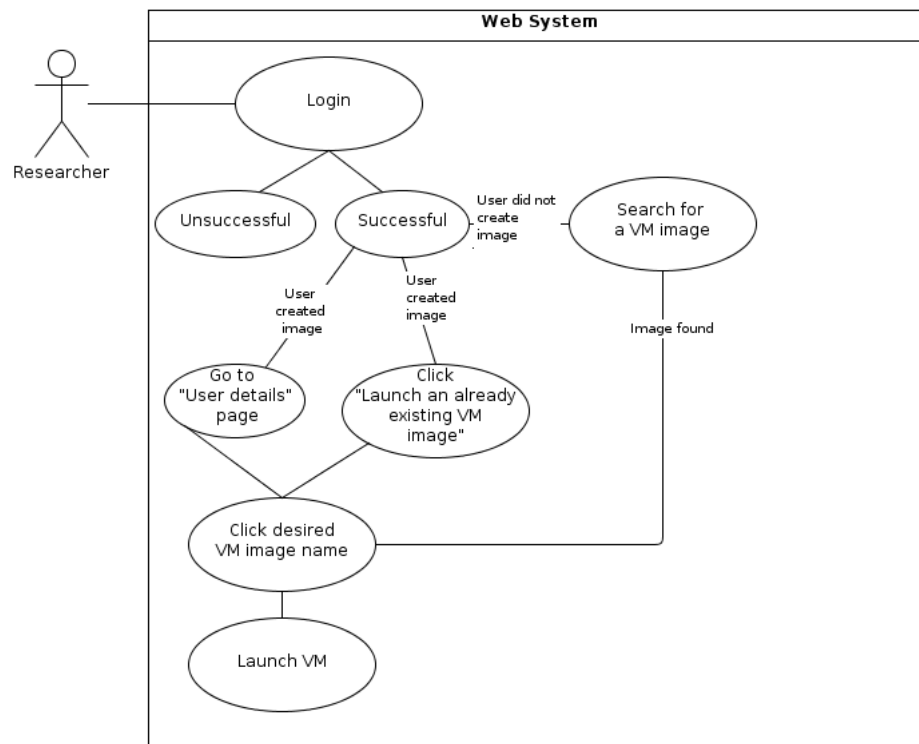 Web System
Login
Researcher
Unsuccessful
Successful
User did not
create
image
Search for
a VM image
User
created
image
User
created
image
Image found
Go to
"User details"
page
Click
"Launch an already
existing VM
image"
Click desired
VM image name
Launch VM